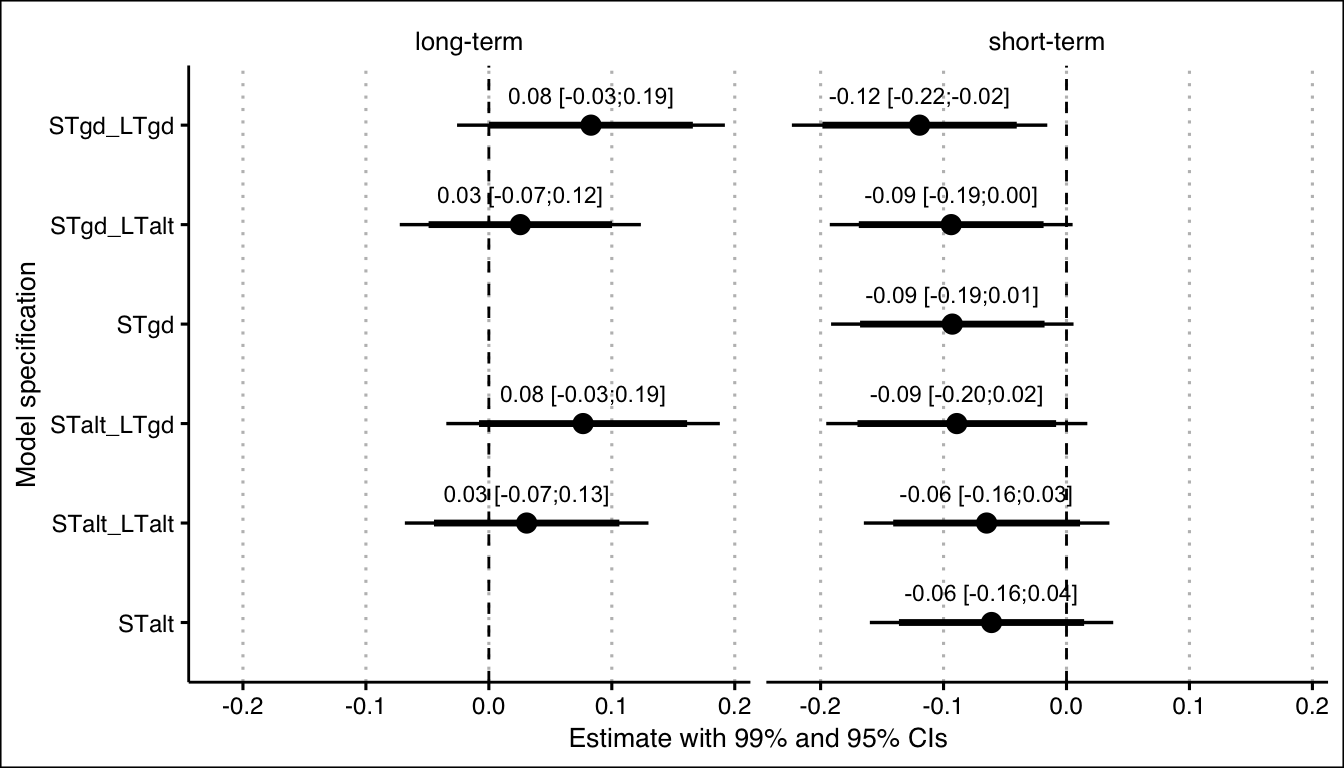 long-term
short-term
STgd_LTgd
0.08 [-0.03;0.19]
-0.12 [-0.22;-0.02]
STgd_LTalt
0.03 [-0.07;0.12]
-0.09 [-0.19;0.00]
STgd
-0.09 [-0.19;0.01]
STalt_LTgd
0.08 [-0.03;0.19]
-0.09 [-0.20;0.02]
STalt_LTalt
0.03 [-0.07;0.13]
-0.06 [-0.16;0.03]
STalt
-0.06 [-0.16;0.04]
Model specification
-0.2 -0.1 0.0 0.1 0.2
-0.2 -0.1 0.0 0.1 0.2
Estimate with 99% and 95% CIs